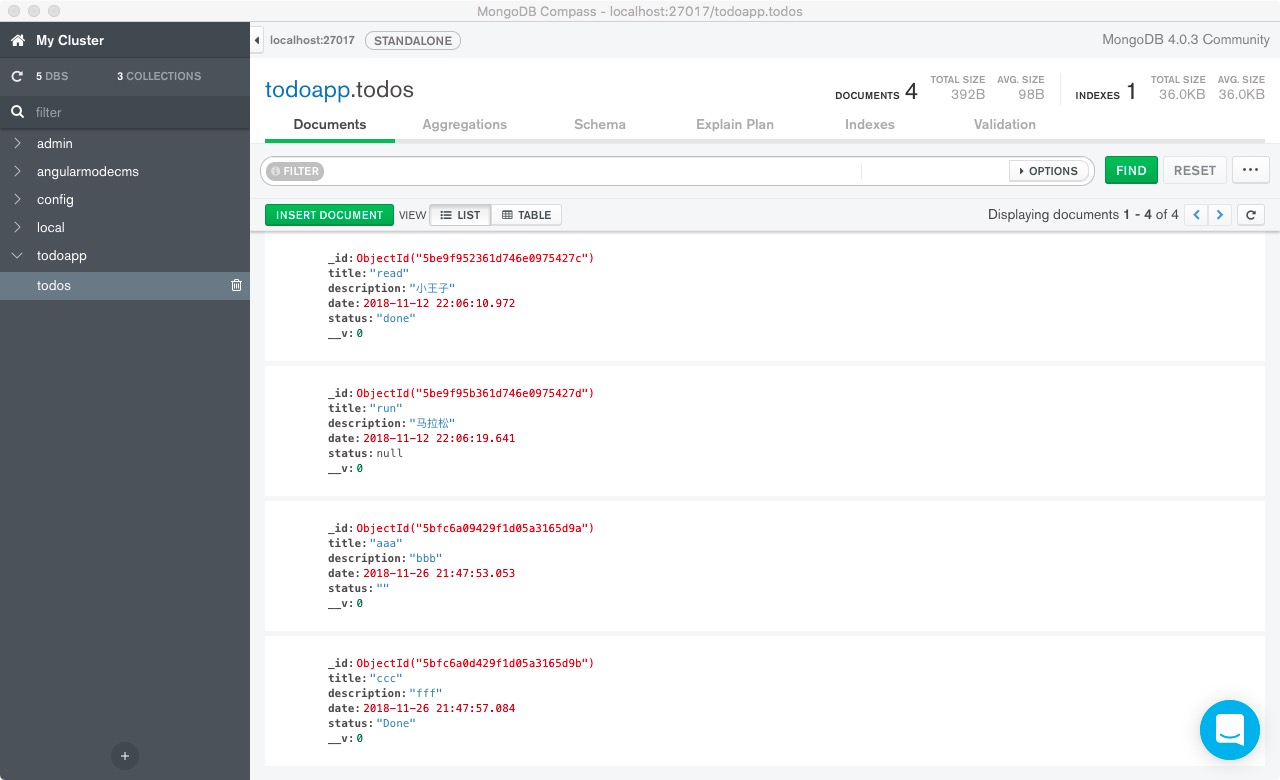 MongoDB Compass - localhost:27017/todoapp.todos
My Cluster
localhost:27017 STANDALONE MongoDB 4.0.3 Community
5 DBS 3 COLLECTIONS
filter
admin
angularmodecms
config
local
todoapp
todos
todoapp.todos
DOCUMENTS 4 TOTAL SIZE 392B AVG. SIZE 98B INDEXES 1 TOTAL SIZE 36.0KB AVG. SIZE 36.0KB
Documents Aggregations Schema Explain Plan Indexes Validation
FILTER OPTIONS FIND RESET ...
INSERT DOCUMENT VIEW LIST TABLE Displaying documents 1 - 4 of 4
_id:ObjectId("5be9f952361d746e0975427c")
title:"read"
description:"小王子"
date:2018-11-12 22:06:10.972
status:"done"
__v:0
_id:ObjectId("5be9f95b361d746e0975427d")
title:"run"
description:"马拉松"
date:2018-11-12 22:06:19.641
status:null
__v:0
_id:ObjectId("5bfc6a09429f1d05a3165d9a")
title:"aaa"
description:"bbb"
date:2018-11-26 21:47:53.053
status:""
__v:0
_id:ObjectId("5bfc6a0d429f1d05a3165d9b")
title:"ccc"
description:"fff"
date:2018-11-26 21:47:57.084
status:"Done"
__v:0